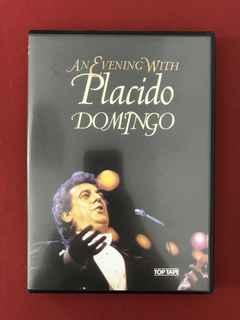 AN EVENING WITH
Placido
DOMINGO
TOP TAPE